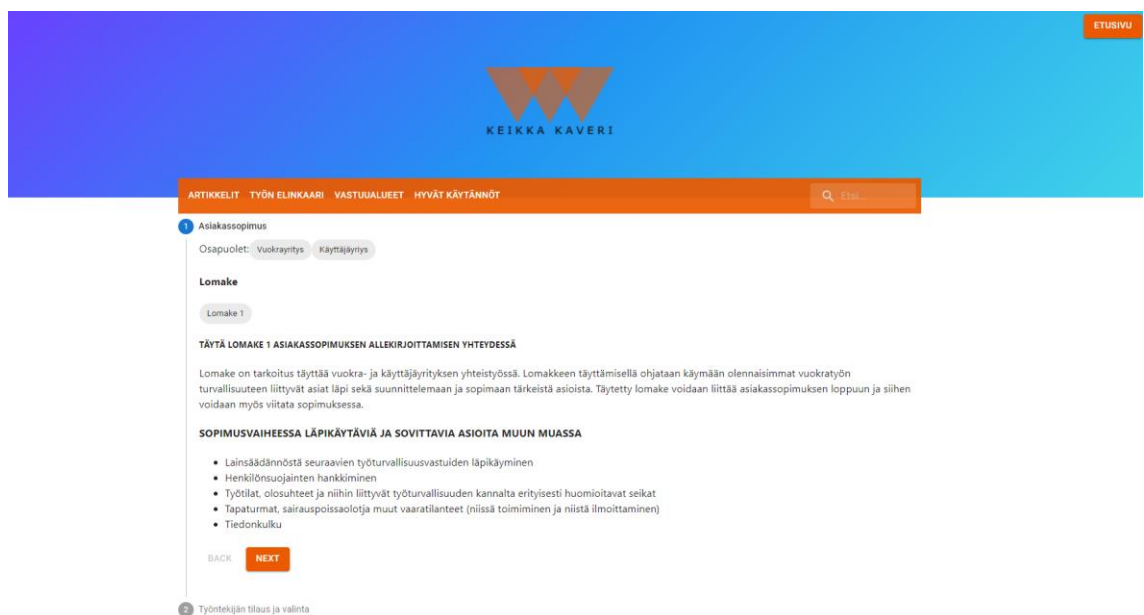 ETUSIVU
KEIKKA KAVERI
ARTIKKELIT TYÖN ELINKAARI VASTUUALUEET HYVÄT KÄYTÄNNÖT Etsi...
1 Asiakassopimus
Osapuolet: Vuokrayritys Käyttäjäyriys
Lomake
Lomake 1
TÄYTÄ LOMAKE 1 ASIAKASSOPIMUKSEN ALLEKIRJOITTAMISEN YHTEYDESSÄ
Lomake on tarkoitus täyttää vuokra- ja käyttäjäyrityksen yhteistyössä. Lomakkeen täyttämisellä ohjataan käymään olennaisimmat vuokratyön
turvallisuuteen liittyvät asiat läpi sekä suunnittelemaan ja sopimaan tärkeistä asioista. Täytetty lomake voidaan liittää asiakassopimuksen loppuun ja siihen
voidaan myös viitata sopimuksessa.
SOPIMUSVAIHEESSA LÄPIKÄYTÄVIÄ JA SOVITTAVIA ASIOITA MUUN MUASSA
• Lainsäädännöstä seuraavien työturvallisuusvastuiden läpikäyminen
• Henkilönsuojainten hankkiminen
• Työtilat, olosuhteet ja niihin liittyvät työturvallisuuden kannalta erityisesti huomioitavat seikat
• Tapaturmat, sairauspoissaolotja muut vaaratilanteet (niissä toimiminen ja niistä ilmoittaminen)
• Tiedonkulku
BACK NEXT
2 Työntekijän tilaus ja valinta